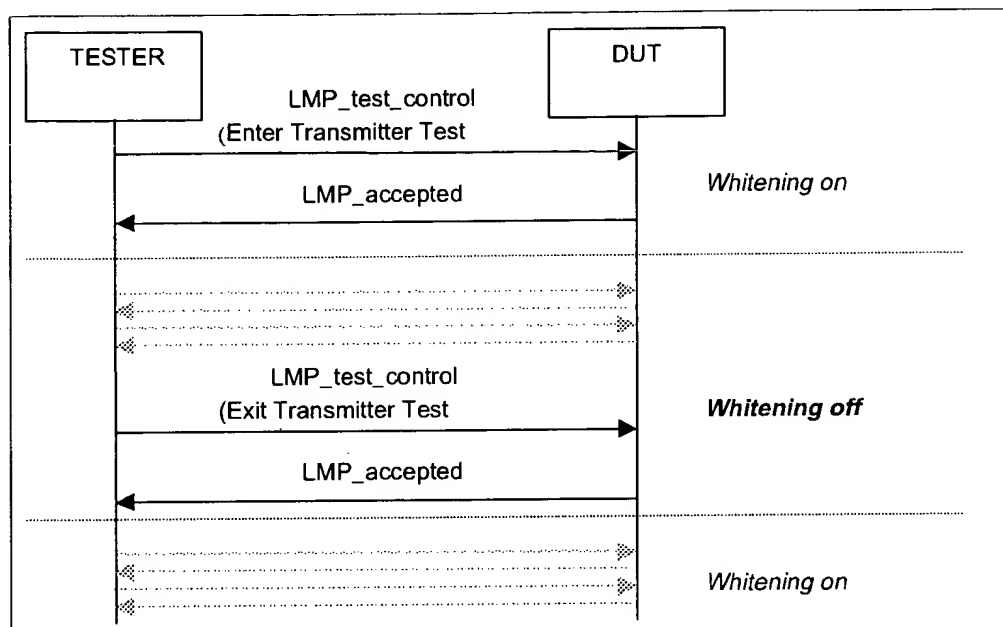 TESTER
DUT
LMP_test_control
(Enter Transmitter Test
LMP_accepted
Whitening on
LMP_test_control
(Exit Transmitter Test
Whitening off
LMP_accepted
Whitening on